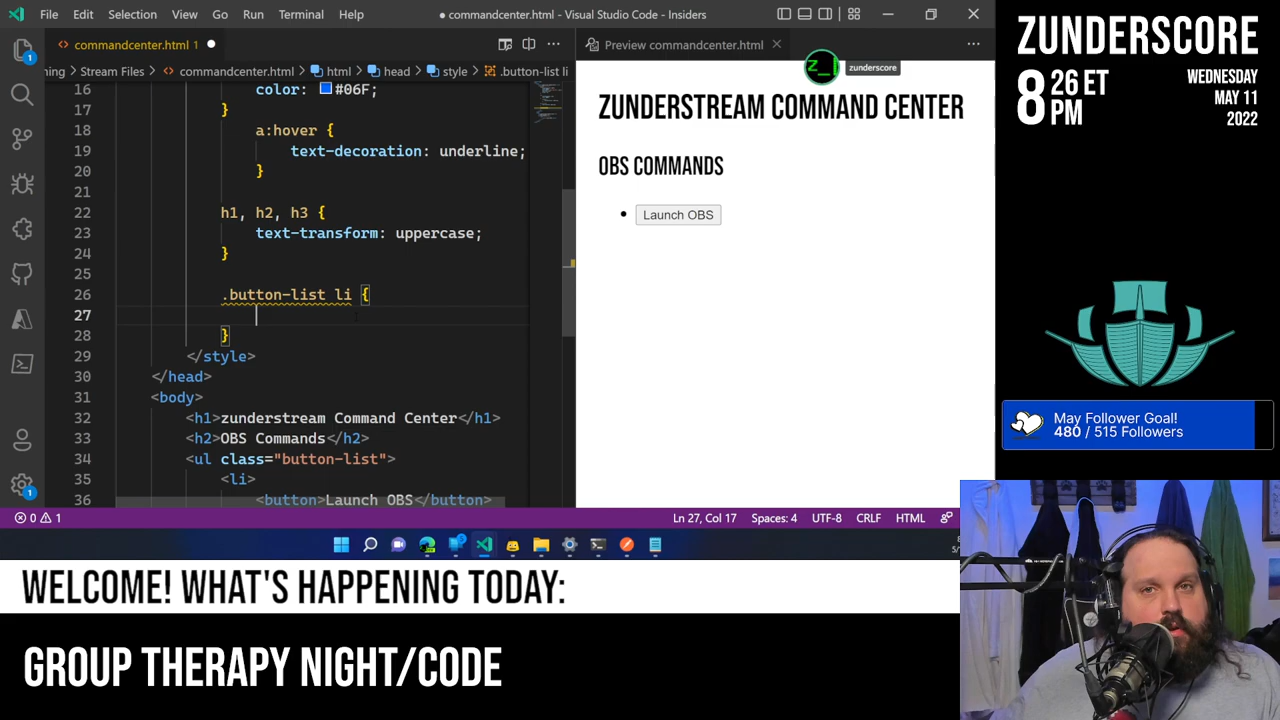 File Edit Selection View Go Run Terminal Help
● commandcenter.html - Visual Studio Code - Insiders
commandcenter.html 1 ●
Preview commandcenter.html
Stream Files > commandcenter.html > html > head > style > .button-list li
16 color: #06F;
17 }
18 a:hover {
19 text-decoration: underline;
20 }
21
22 h1, h2, h3 {
23 text-transform: uppercase;
24 }
25
26 .button-list li {
27
28 }
29 </style>
30 </head>
31 <body>
32 <h1>zunderstream Command Center</h1>
33 <h2>OBS Commands</h2>
34 <ul class="button-list">
35 <li>
36 <button>Launch OBS</button>
1
1
0 1 Ln 27, Col 17 Spaces: 4 UTF-8 CRLF HTML
z_
zunderscore
ZUNDERSTREAM COMMAND CENTER
OBS COMMANDS
• Launch OBS
ZUNDERSCORE
8 26 ET PM
WEDNESDAY
MAY 11
2022
May Follower Goal!
480 / 515 Followers
WELCOME! WHAT'S HAPPENING TODAY:
GROUP THERAPY NIGHT/CODE